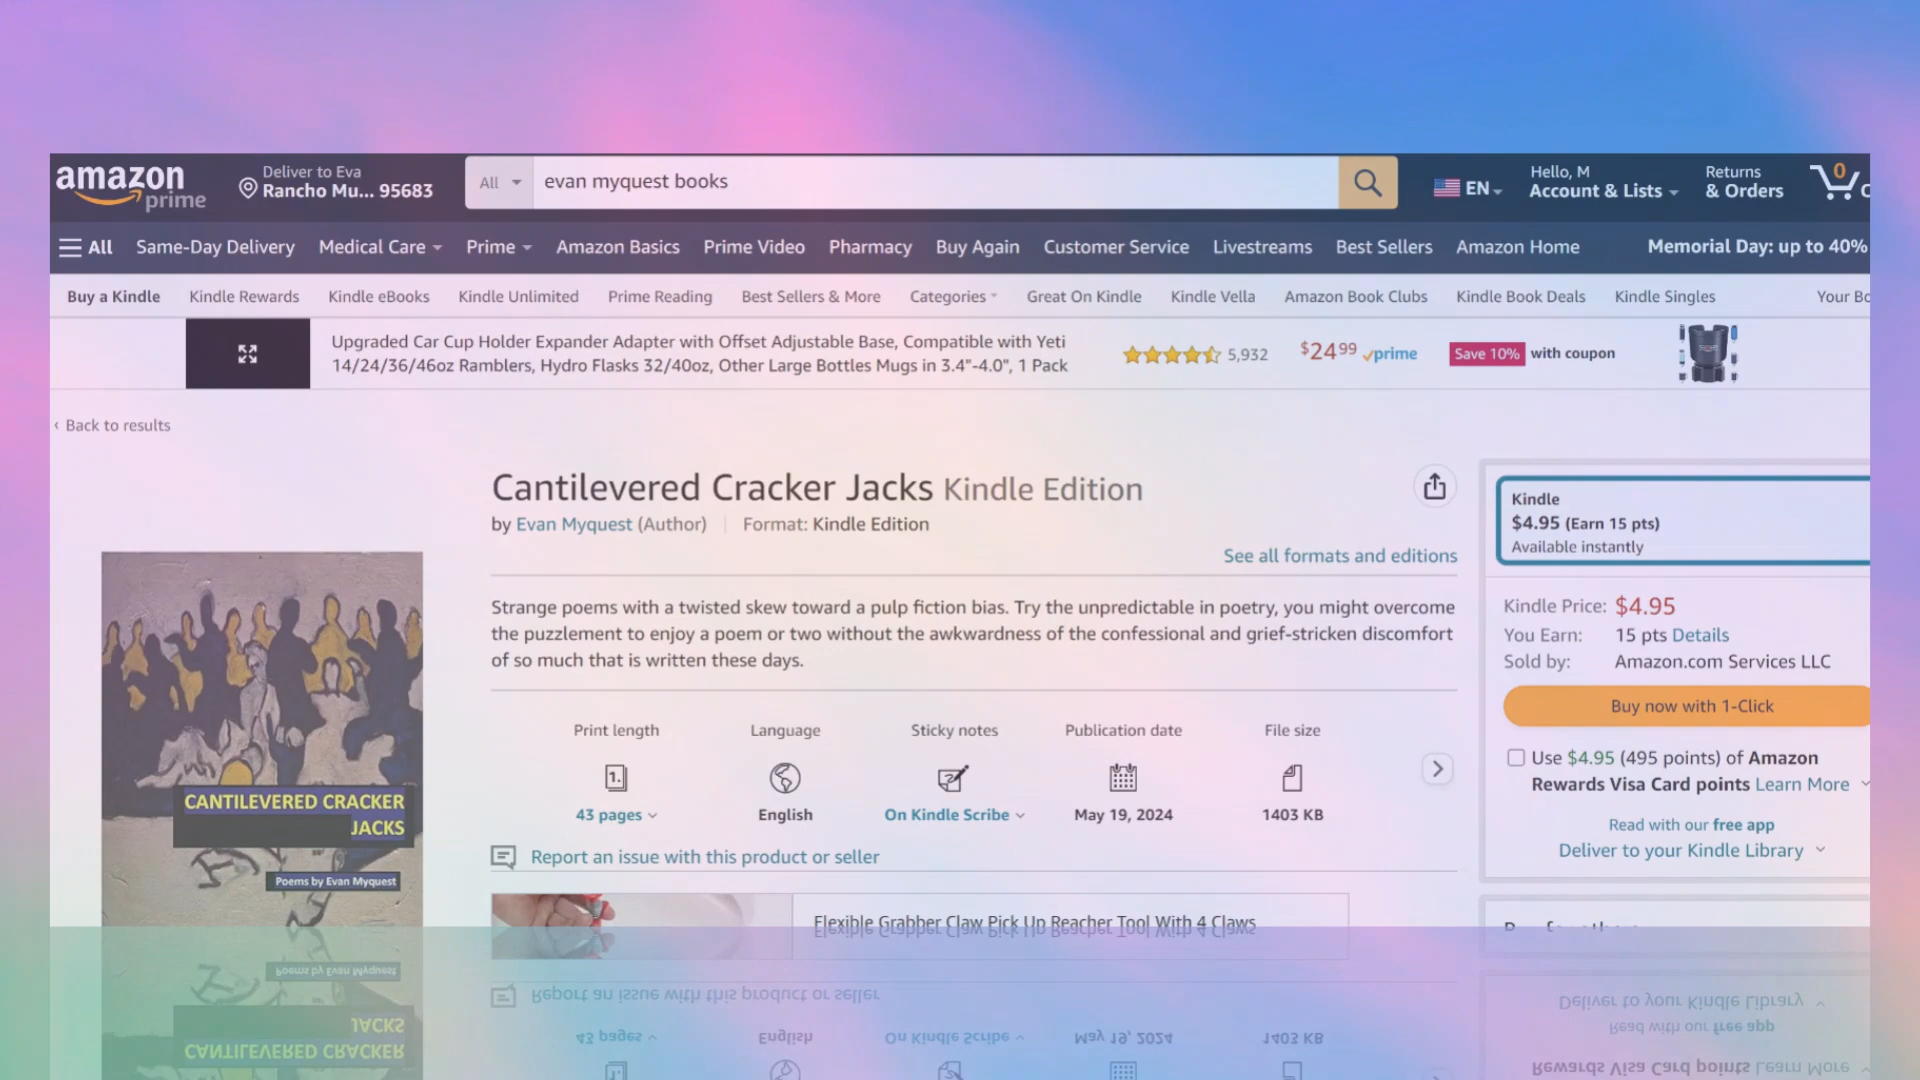 amazon
prime
Deliver to Eva
Rancho Mu... 95683
All
evan myquest books
EN
Hello, M
Account & Lists
Returns
& Orders
0
All Same-Day Delivery Medical Care Prime Amazon Basics Prime Video Pharmacy Buy Again Customer Service Livestreams Best Sellers Amazon Home Memorial Day: up to 40%
Buy a Kindle Kindle Rewards Kindle eBooks Kindle Unlimited Prime Reading Best Sellers & More Categories Great On Kindle Kindle Vella Amazon Book Clubs Kindle Book Deals Kindle Singles Your Bo
Upgraded Car Cup Holder Expander Adapter with Offset Adjustable Base, Compatible with Yeti
14/24/36/46oz Ramblers, Hydro Flasks 32/40oz, Other Large Bottles Mugs in 3.4"-4.0", 1 Pack
5,932
$24.99 prime
Save 10% with coupon
‹ Back to results
Cantilevered Cracker Jacks Kindle Edition
by Evan Myquest (Author) | Format: Kindle Edition
See all formats and editions
Strange poems with a twisted skew toward a pulp fiction bias. Try the unpredictable in poetry, you might overcome
the puzzlement to enjoy a poem or two without the awkwardness of the confessional and grief-stricken discomfort
of so much that is written these days.
Print length Language Sticky notes Publication date File size
1.
43 pages English On Kindle Scribe May 19, 2024 1403 KB
Report an issue with this product or seller
Flexible Grabber Claw Pick Up Reacher Tool With 4 Claws
CANTILEVERED CRACKER
JACKS
Poems by Evan Myquest
Kindle
$4.95 (Earn 15 pts)
Available instantly
Kindle Price: $4.95
You Earn: 15 pts Details
Sold by: Amazon.com Services LLC
Buy now with 1-Click
Use $4.95 (495 points) of Amazon
Rewards Visa Card points Learn More
Read with our free app
Deliver to your Kindle Library